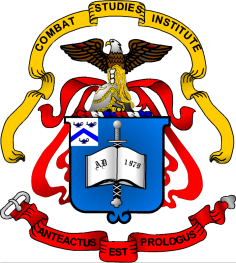 COMBAT STUDIES INSTITUTE
AD 1979
ANTEACTUS EST PROLOGUS